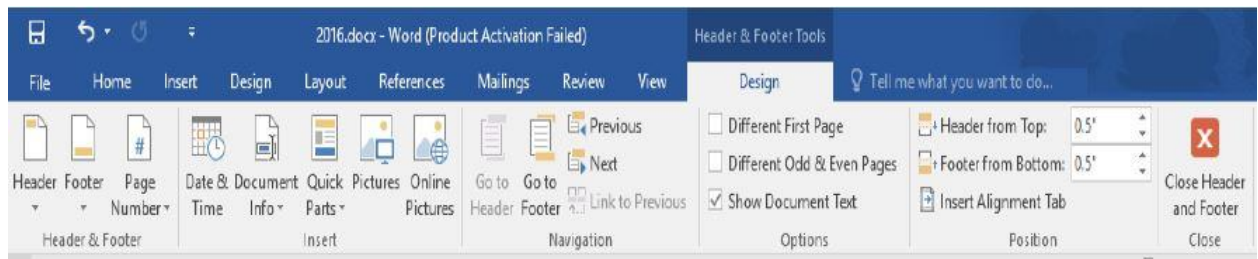 2016.docx - Word (Product Activation Failed)
Header & Footer Tools
File Home Insert Design Layout References Mailings Review View Design Tell me what you want to do...
Header Footer Page Number
Header & Footer
Date & Time Document Info Quick Parts Pictures Online Pictures
Insert
Go to Header Go to Footer
Previous
Next
Link to Previous
Navigation
Different First Page
Different Odd & Even Pages
Show Document Text
Options
Header from Top: 0.5"
Footer from Bottom: 0.5"
Insert Alignment Tab
Position
X
Close Header
and Footer
Close